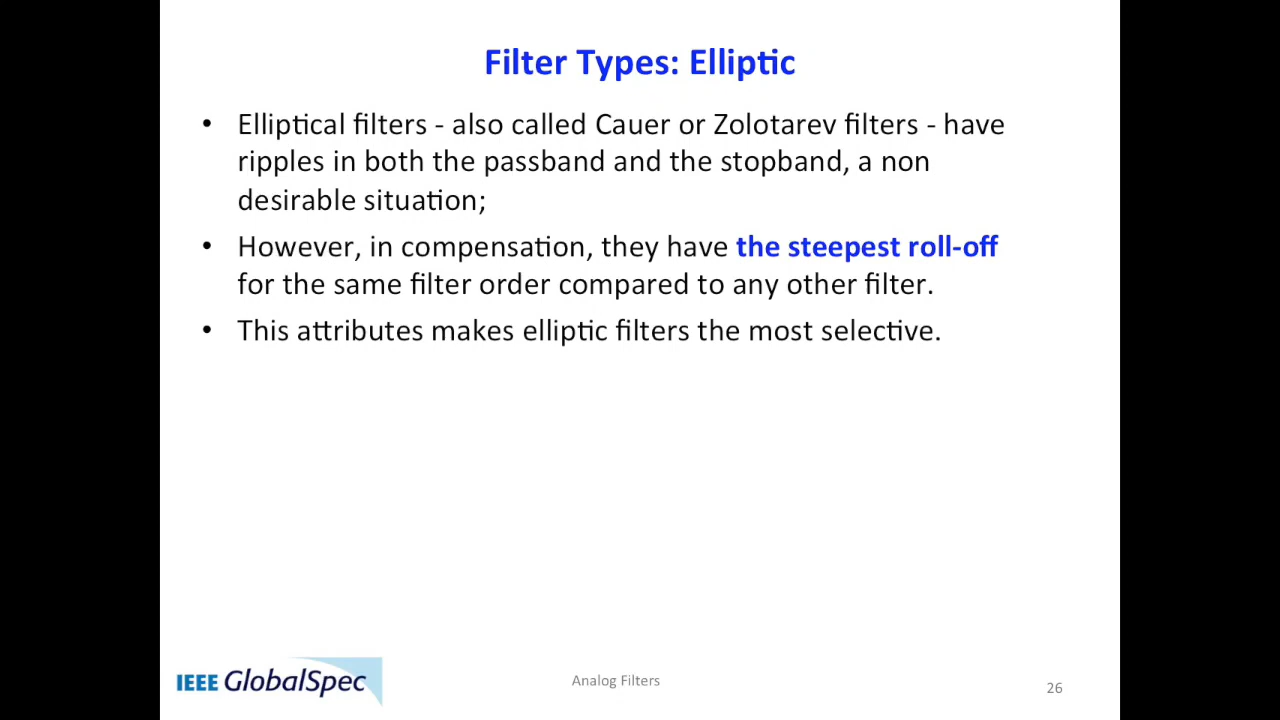 Filter Types: Elliptic
• Elliptical filters - also called Cauer or Zolotarev filters - have
ripples in both the passband and the stopband, a non
desirable situation;
• However, in compensation, they have the steepest roll-off
for the same filter order compared to any other filter.
• This attributes makes elliptic filters the most selective.
IEEE GlobalSpec
Analog Filters
26